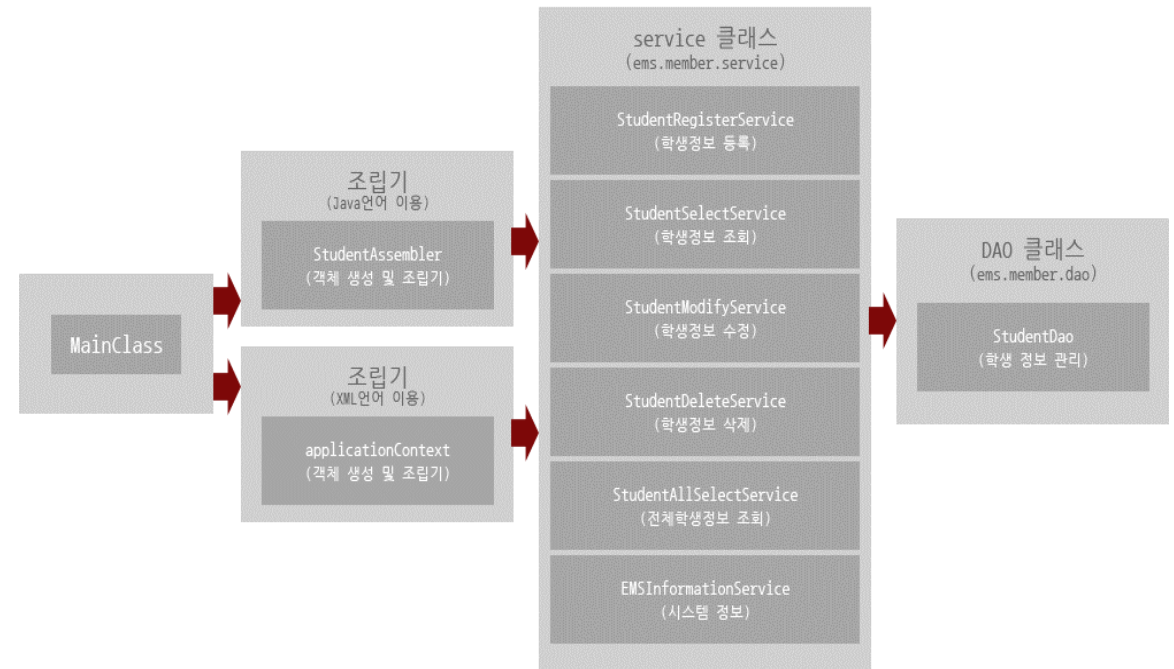 MainClass
조립기
(Java언어 이용)
StudentAssembler
(객체 생성 및 조립기)
조립기
(XML언어 이용)
applicationContext
(객체 생성 및 조립기)
service 클래스
(ems.member.service)
StudentRegisterService
(학생정보 등록)
StudentSelectService
(학생정보 조회)
StudentModifyService
(학생정보 수정)
StudentDeleteService
(학생정보 삭제)
StudentAllSelectService
(전체학생정보 조회)
EMSInformationService
(시스템 정보)
DAO 클래스
(ems.member.dao)
StudentDao
(학생 정보 관리)